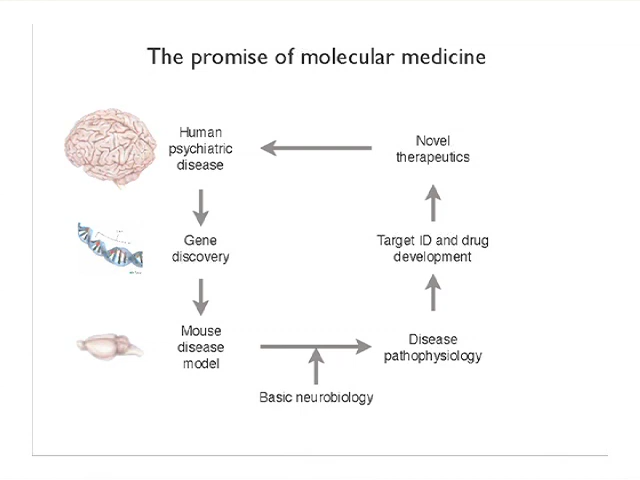 The promise of molecular medicine
Human
psychiatric
disease
Novel
therapeutics
Gene
discovery
Target ID and drug
development
Mouse
disease
model
Disease
pathophysiology
Basic neurobiology